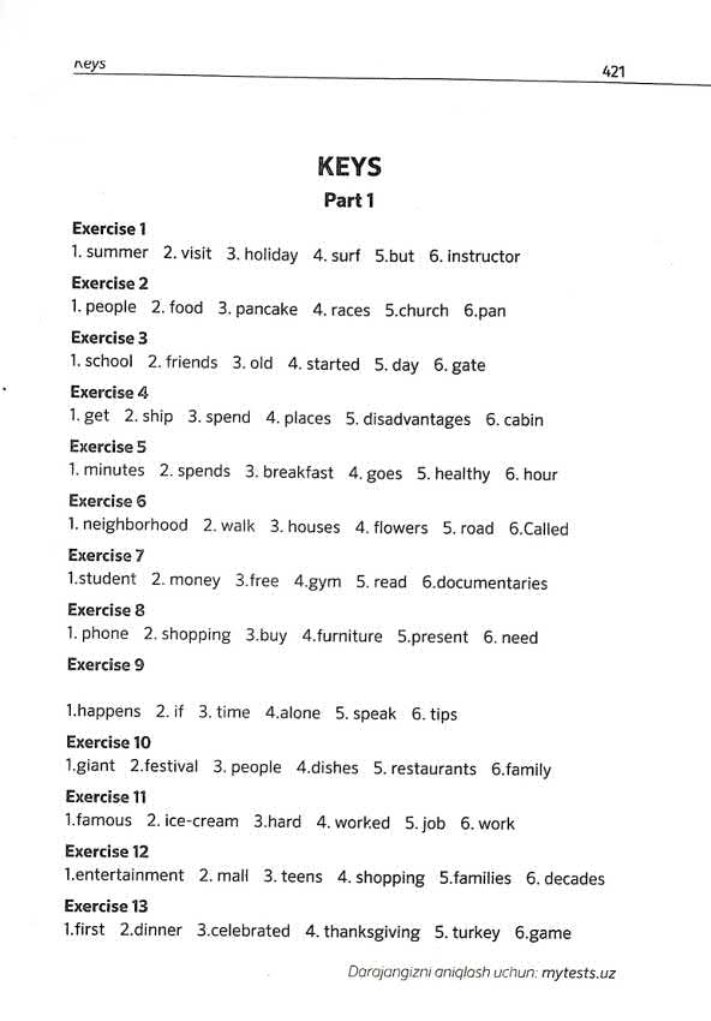 Keys
421
KEYS
Part 1
Exercise 1
1. summer 2. visit 3. holiday 4. surf 5.but 6. instructor
Exercise 2
1. people 2. food 3. pancake 4. races 5.church 6.pan
Exercise 3
1. school 2. friends 3. old 4. started 5. day 6. gate
Exercise 4
1. get 2. ship 3. spend 4. places 5. disadvantages 6. cabin
Exercise 5
1. minutes 2. spends 3. breakfast 4. goes 5. healthy 6. hour
Exercise 6
1. neighborhood 2. walk 3. houses 4. flowers 5. road 6.Called
Exercise 7
1.student 2. money 3.free 4.gym 5. read 6.documentaries
Exercise 8
1. phone 2. shopping 3.buy 4.furniture 5.present 6. need
Exercise 9
1.happens 2. if 3. time 4.alone 5. speak 6. tips
Exercise 10
1.giant 2.festival 3. people 4.dishes 5. restaurants 6.family
Exercise 11
1.famous 2. ice-cream 3.hard 4. worked 5. job 6. work
Exercise 12
1.entertainment 2. mall 3. teens 4. shopping 5.families 6. decades
Exercise 13
1.first 2.dinner 3.celebrated 4. thanksgiving 5. turkey 6.game
Darajangizni aniqlash uchun: mytests.uz